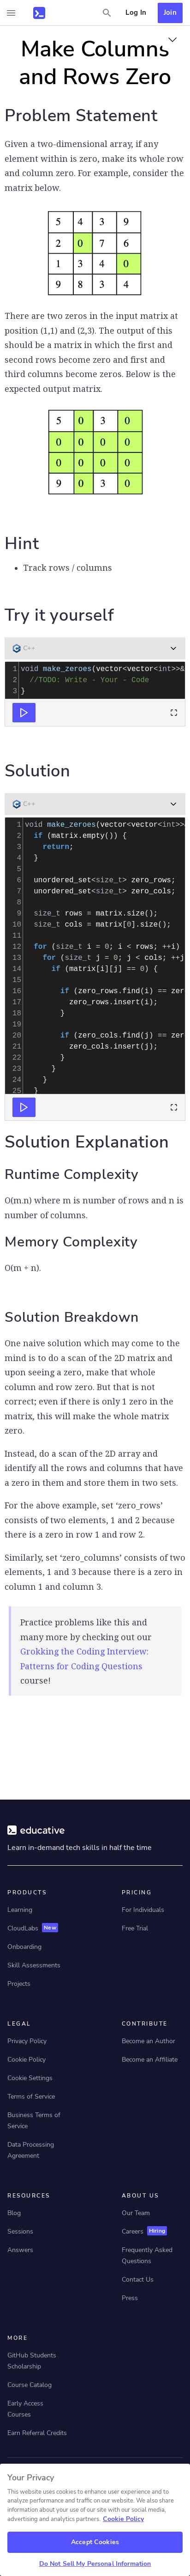 Log In
Join
Make Columns
and Rows Zero
Problem Statement
Given a two-dimensional array, if any
element within is zero, make its whole row
and column zero. For example, consider the
matrix below.
5 4 3 9
2 0 7 6
1 3 4 0
9 8 3 4
There are two zeros in the input matrix at
position (1,1) and (2,3). The output of this
should be a matrix in which the first and
second rows become zero and first and
third columns become zeros. Below is the
expected output matrix.
5 0 3 0
0 0 0 0
0 0 0 0
9 0 3 0
Hint
• Track rows / columns
Try it yourself
C++
1 void make_zeroes(vector<vector<int>>&
2 //TODO: Write - Your - Code
3 }
Solution
C++
1 void make_zeroes(vector<vector<int>>
2 if (matrix.empty()) {
3 return;
4 }
5
6 unordered_set<size_t> zero_rows;
7 unordered_set<size_t> zero_cols;
8
9 size_t rows = matrix.size();
10 size_t cols = matrix[0].size();
11
12 for (size_t i = 0; i < rows; ++i)
13 for (size_t j = 0; j < cols; ++j
14 if (matrix[i][j] == 0) {
15
16 if (zero_rows.find(i) == zer
17 zero_rows.insert(i);
18 }
19
20 if (zero_cols.find(j) == zer
21 zero_cols.insert(j);
22 }
23 }
24 }
25 }
Solution Explanation
Runtime Complexity
O(m.n) where m is number of rows and n is
number of columns.
Memory Complexity
O(m + n).
Solution Breakdown
One naive solution which may come to the
mind is to do a scan of the 2D matrix and
upon seeing a zero, make that whole
column and row zero. But that is not
correct; even if there is only 1 zero in the
matrix, this will make the whole matrix
zero.
Instead, do a scan of the 2D array and
identify all the rows and columns that have
a zero in them and store them in two sets.
For the above example, set ‘zero_rows’
consists of two elements, 1 and 2 because
there is a zero in row 1 and row 2.
Similarly, set ‘zero_columns’ consists of two
elements, 1 and 3 because there is a zero in
column 1 and column 3.
Practice problems like this and
many more by checking out our
Grokking the Coding Interview:
Patterns for Coding Questions
course!
educative
Learn in-demand tech skills in half the time
PRODUCTS
Learning
CloudLabs New
Onboarding
Skill Assessments
Projects
PRICING
For Individuals
Free Trial
LEGAL
Privacy Policy
Cookie Policy
Cookie Settings
Terms of Service
Business Terms of
Service
Data Processing
Agreement
CONTRIBUTE
Become an Author
Become an Affiliate
RESOURCES
Blog
Sessions
Answers
ABOUT US
Our Team
Careers Hiring
Frequently Asked
Questions
Contact Us
Press
MORE
GitHub Students
Scholarship
Course Catalog
Early Access
Courses
Earn Referral Credits
Your Privacy
This website uses cookies to enhance user experience and to
analyze performance and traffic on our website. We also share
information about your use of our site with our social media,
advertising and analytics partners. Cookie Policy
Accept Cookies
Do Not Sell My Personal Information